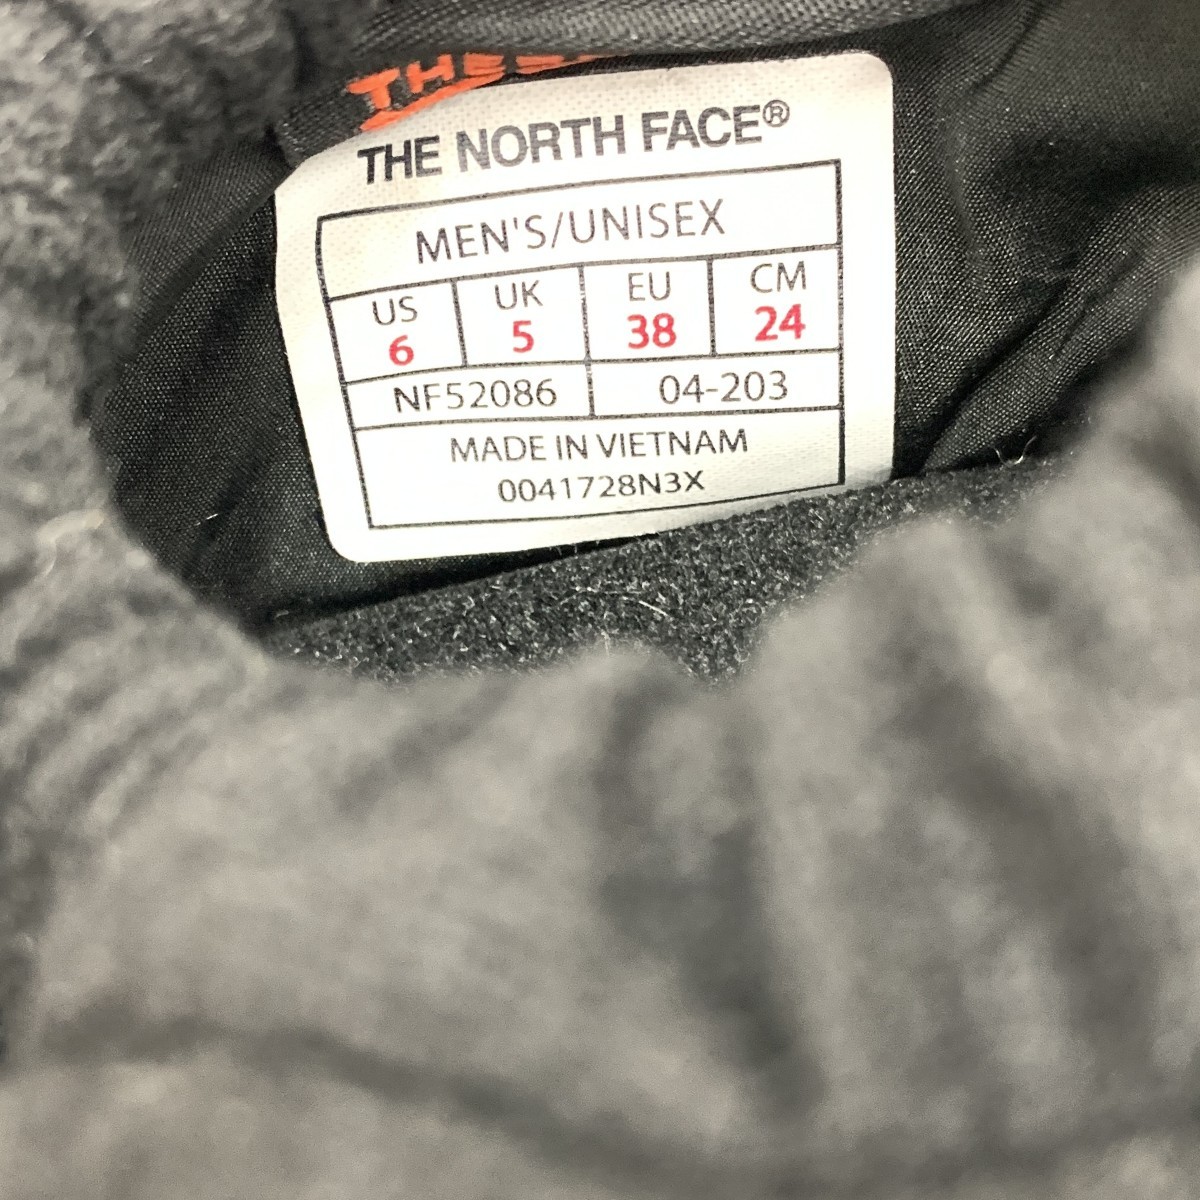 THE NORTH FACE®
MEN'S/UNISEX
US UK EU CM
6 5 38 24
NF52086 04-203
MADE IN VIETNAM
0041728N3X